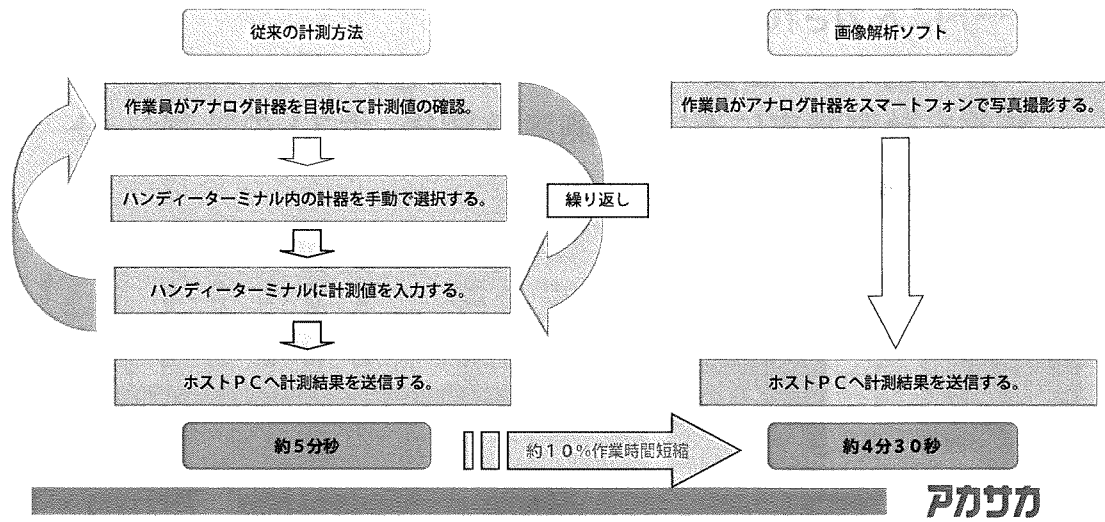 従来の計測方法
作業員がアナログ計器を目視にて計測値の確認。
ハンディーターミナル内の計器を手動で選択する。
繰り返し
ハンディーターミナルに計測値を入力する。
ホストＰＣへ計測結果を送信する。
約５分秒
約１０％作業時間短縮
画像解析ソフト
作業員がアナログ計器をスマートフォンで写真撮影する。
ホストＰＣへ計測結果を送信する。
約４分３０秒
アカサカ